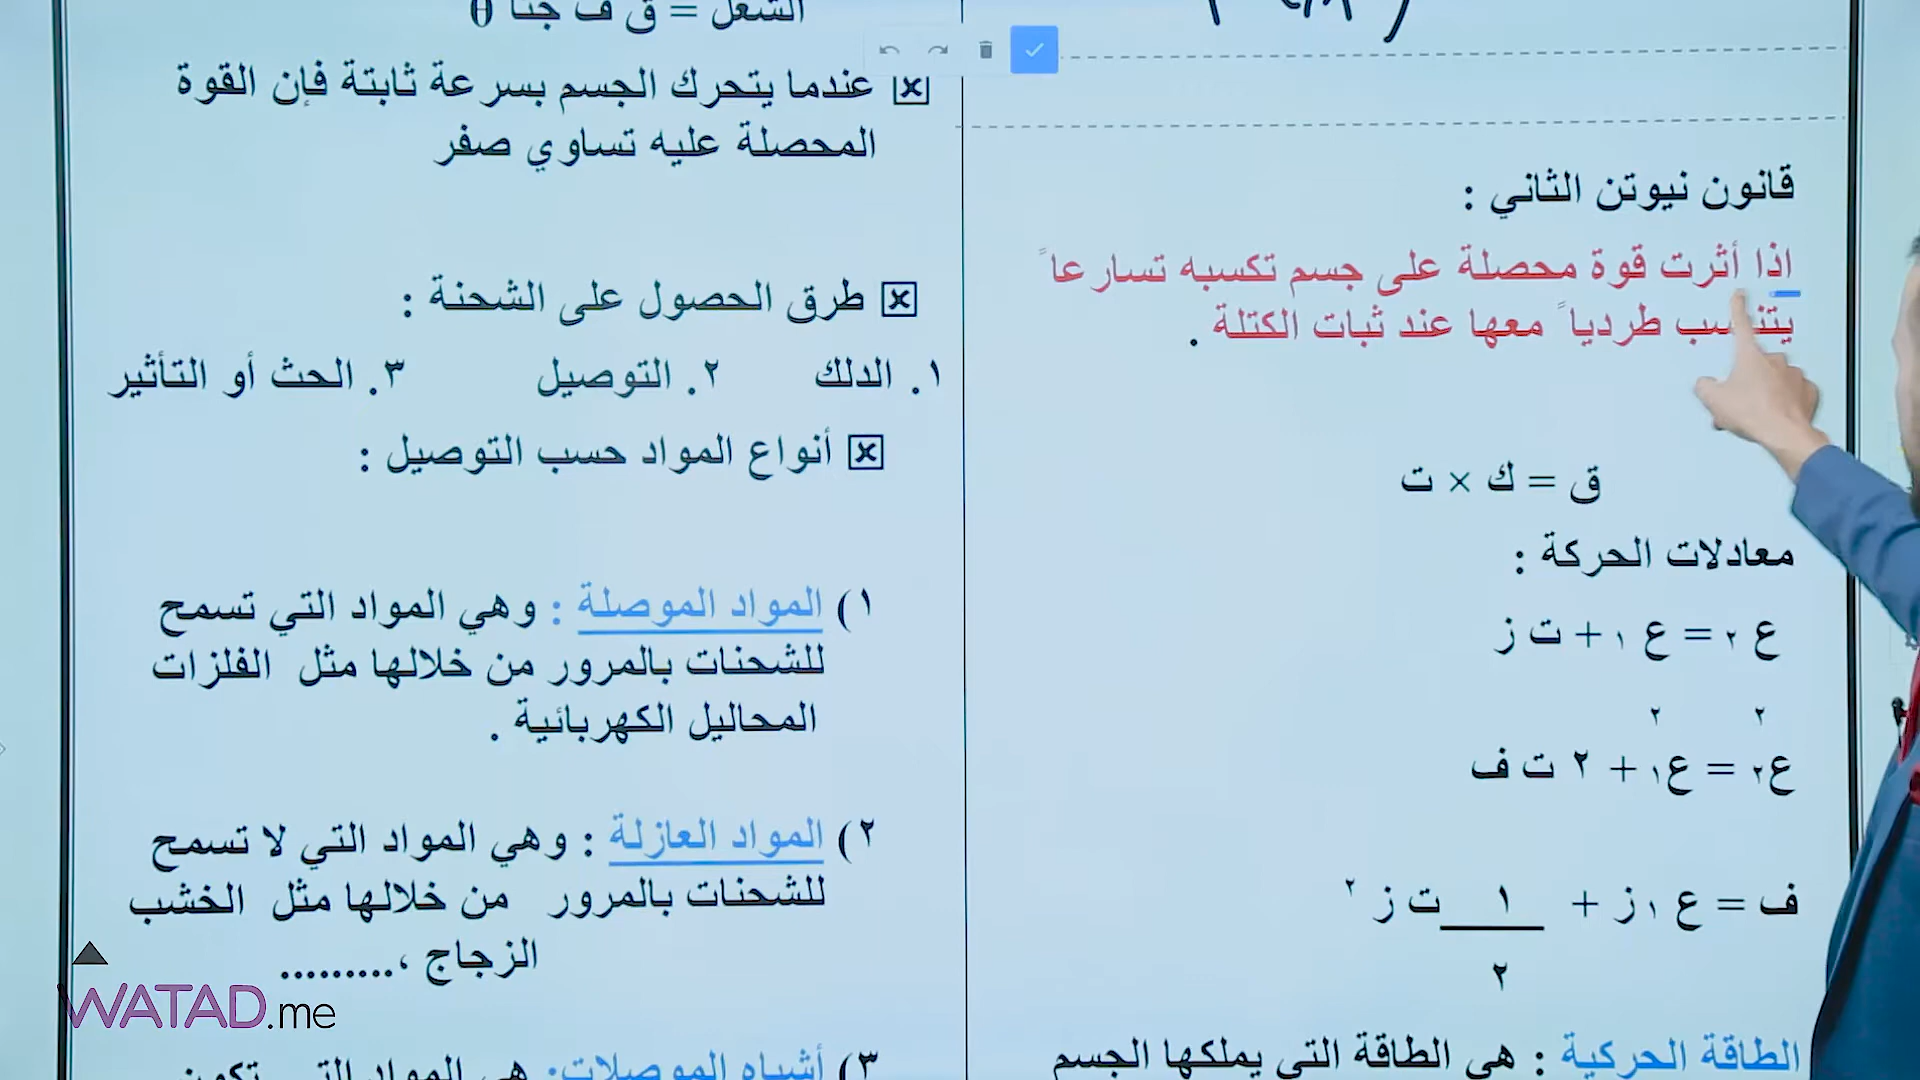 قانون نيوتن الثاني :
اذا أثرت قوة محصلة على جسم تكسبه تسارعاً
يتناسب طردياً معها عند ثبات الكتلة .
ق = ك × ت
معادلات الحركة :
ع ٢ = ع ١ + ت ز
٢ ٢
ع٢ = ع١ + ٢ ت ف
ف = ع ١ ز + ١ ت ز ٢
٢
الطاقة الحركية : هي الطاقة التي يملكها الجسم
الشغل = ق ف جتا θ
عندما يتحرك الجسم بسرعة ثابتة فإن القوة
المحصلة عليه تساوي صفر
طرق الحصول على الشحنة :
١. الدلك ٢. التوصيل ٣. الحث أو التأثير
أنواع المواد حسب التوصيل :
١) المواد الموصلة : وهي المواد التي تسمح
للشحنات بالمرور من خلالها مثل الفلزات
المحاليل الكهربائية .
٢) المواد العازلة : وهي المواد التي لا تسمح
للشحنات بالمرور من خلالها مثل الخشب
الزجاج ،.........
٣) أشباه الموصلات: هي المواد التي تكون
WATAD.me